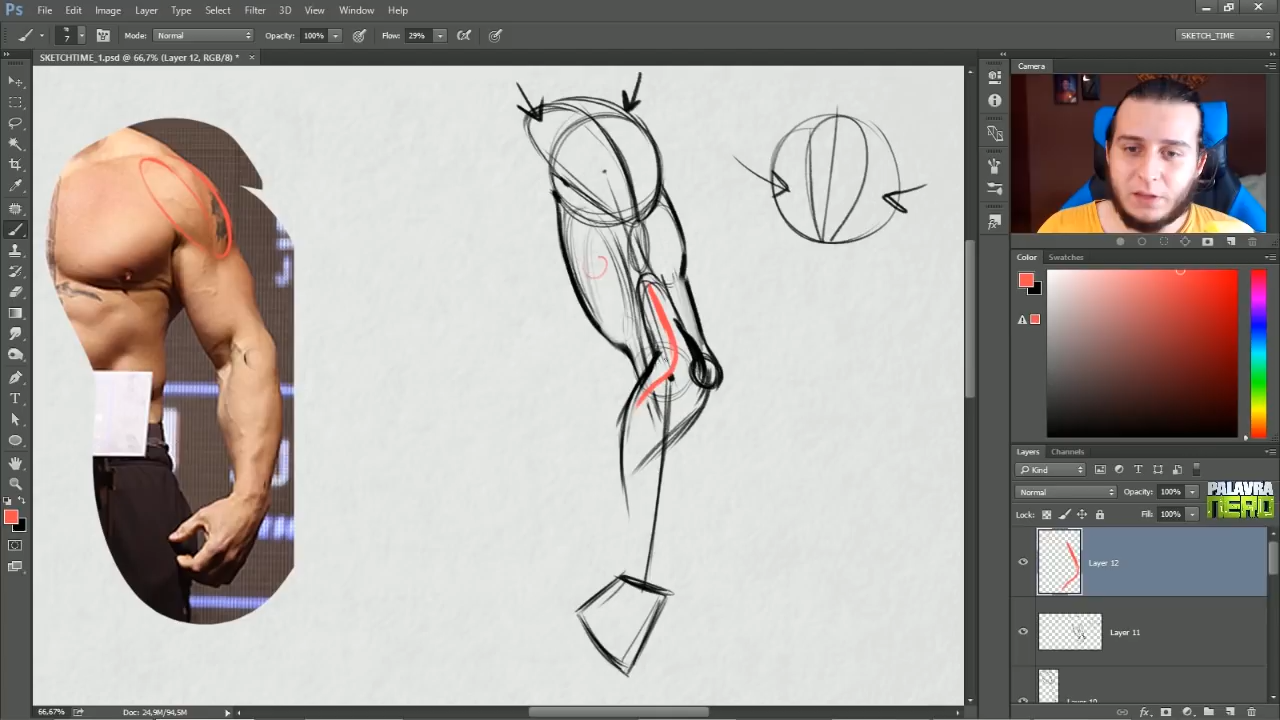 Ps File Edit Image Layer Type Select Filter 3D View Window Help
7 Mode: Normal Opacity: 100% Flow: 29% SKETCH_TIME
SKETCHTIME_1.psd @ 66,7% (Layer 12, RGB/8) * ×
Camera
Color Swatches
Layers Channels
Kind
Normal Opacity: 100%
PALAVRA NERD
Lock: Fill: 100%
Layer 12
Layer 11
66,67% Doc: 24,9M/94,5M